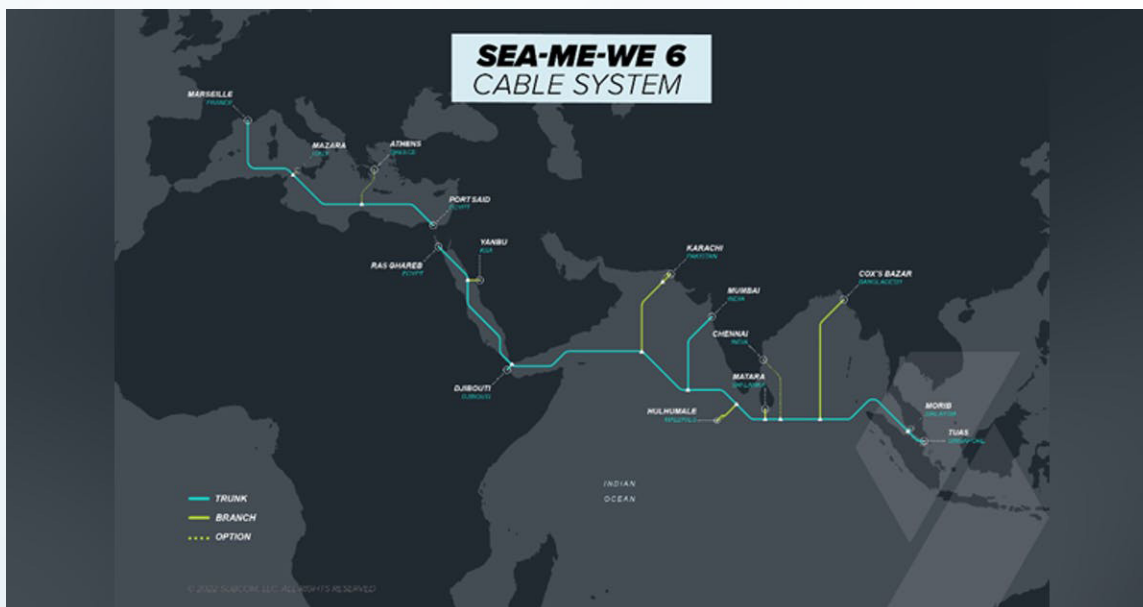 SEA-ME-WE 6
CABLE SYSTEM
MARSEILLE
FRANCE
MAZARA
ITALY
ATHENS
GREECE
PORT SAID
EGYPT
RAS GHAREB
EGYPT
YANBU
KSA
KARACHI
PAKISTAN
MUMBAI
INDIA
COX'S BAZAR
BANGLADESH
CHENNAI
INDIA
MATARA
SRI LANKA
DJIBOUTI
DJIBOUTI
HULHUMALE
MORIB
MALAYSIA
TUAS
SINGAPORE
INDIAN
OCEAN
TRUNK
BRANCH
OPTION
© 2022 SUBCOM, LLC. ALL RIGHTS RESERVED